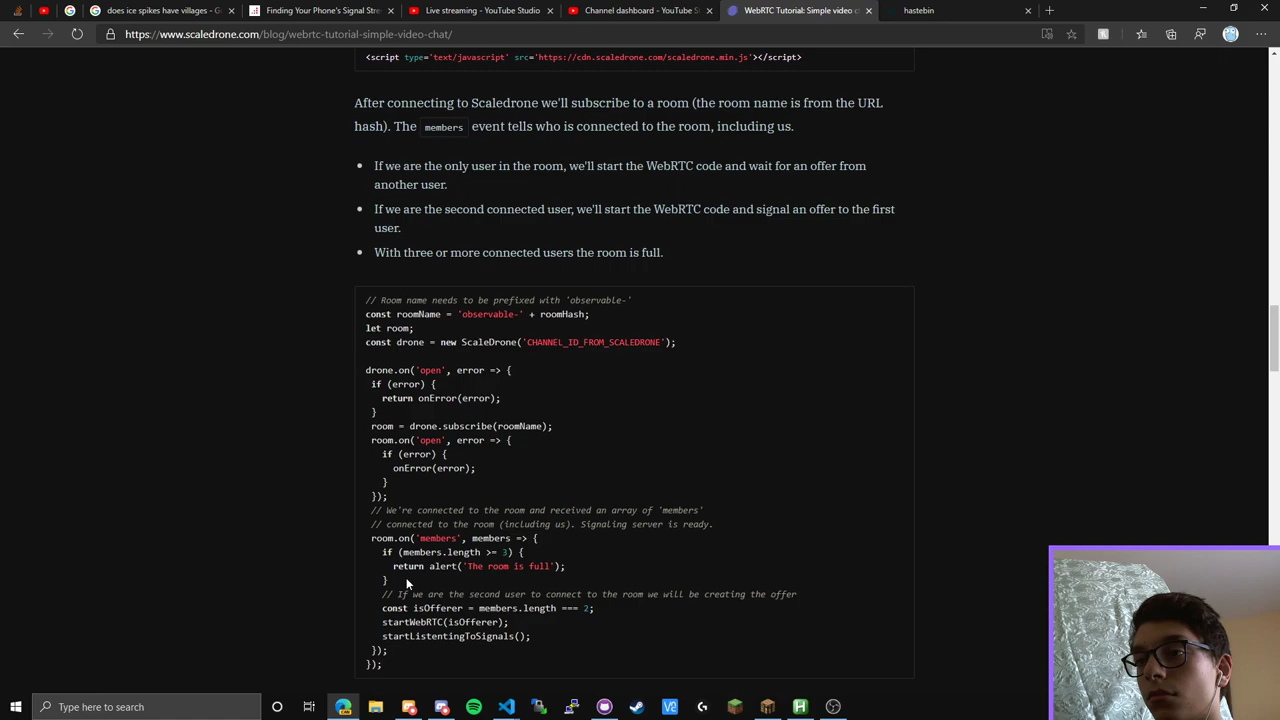 does ice spikes have villages - G
Finding Your Phone's Signal Stre
Live streaming - YouTube Studio
Channel dashboard - YouTube S
WebRTC Tutorial: Simple video c
hastebin
https://www.scaledrone.com/blog/webrtc-tutorial-simple-video-chat/
<script type='text/javascript' src='https://cdn.scaledrone.com/scaledrone.min.js'></script>
After connecting to Scaledrone we'll subscribe to a room (the room name is from the URL
hash). The members event tells who is connected to the room, including us.
If we are the only user in the room, we'll start the WebRTC code and wait for an offer from
another user.
If we are the second connected user, we'll start the WebRTC code and signal an offer to the first
user.
With three or more connected users the room is full.
// Room name needs to be prefixed with 'observable-'
const roomName = 'observable-' + roomHash;
let room;
const drone = new ScaleDrone('CHANNEL_ID_FROM_SCALEDRONE');
drone.on('open', error => {
if (error) {
return onError(error);
}
room = drone.subscribe(roomName);
room.on('open', error => {
if (error) {
onError(error);
}
});
// We're connected to the room and received an array of 'members'
// connected to the room (including us). Signaling server is ready.
room.on('members', members => {
if (members.length >= 3) {
return alert('The room is full');
}
// If we are the second user to connect to the room we will be creating the offer
const isOfferer = members.length === 2;
startWebRTC(isOfferer);
startListentingToSignals();
});
});
Type here to search
V2